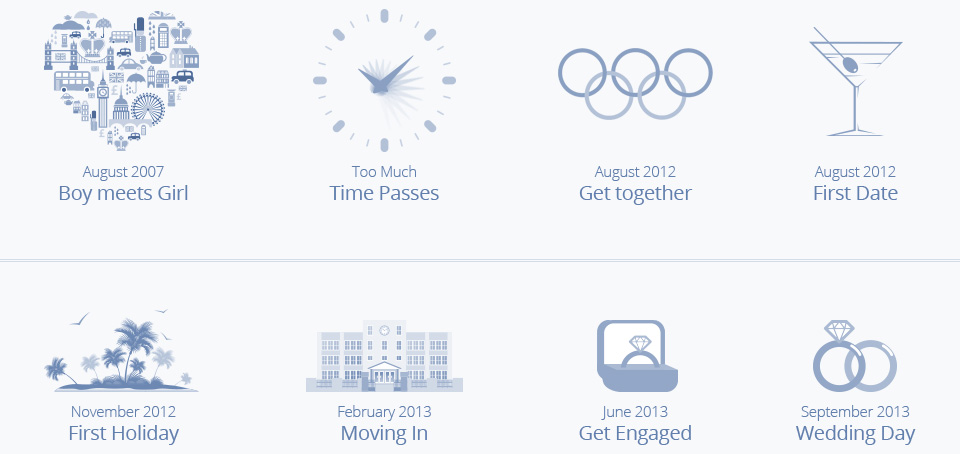 August 2007
Boy meets Girl
Too Much
Time Passes
August 2012
Get together
August 2012
First Date
November 2012
First Holiday
February 2013
Moving In
June 2013
Get Engaged
September 2013
Wedding Day